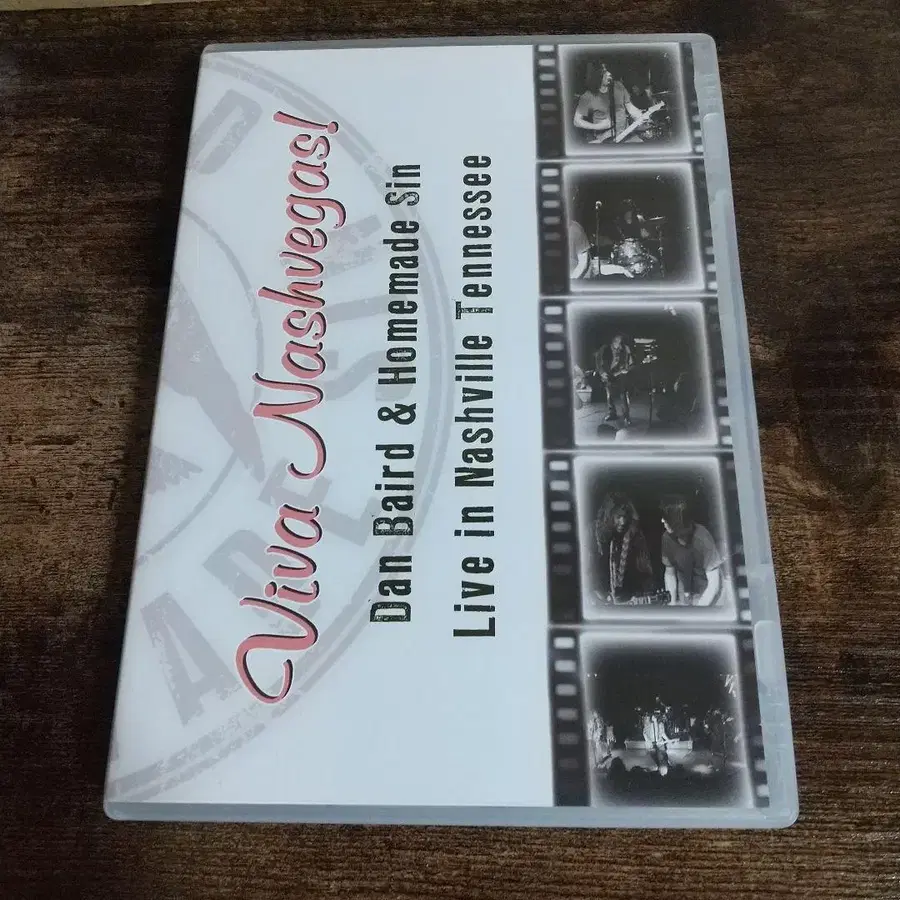 Viva Nashvegas!
Dan Baird & Homemade Sin
Live in Nashville Tennessee